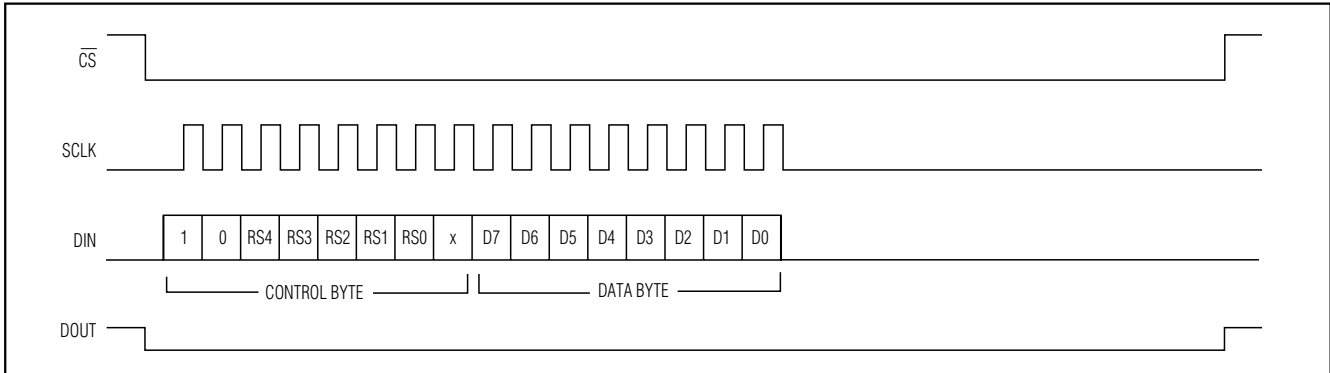 CS
SCLK
DIN 1 0 RS4 RS3 RS2 RS1 RS0 x D7 D6 D5 D4 D3 D2 D1 D0
CONTROL BYTE DATA BYTE
DOUT